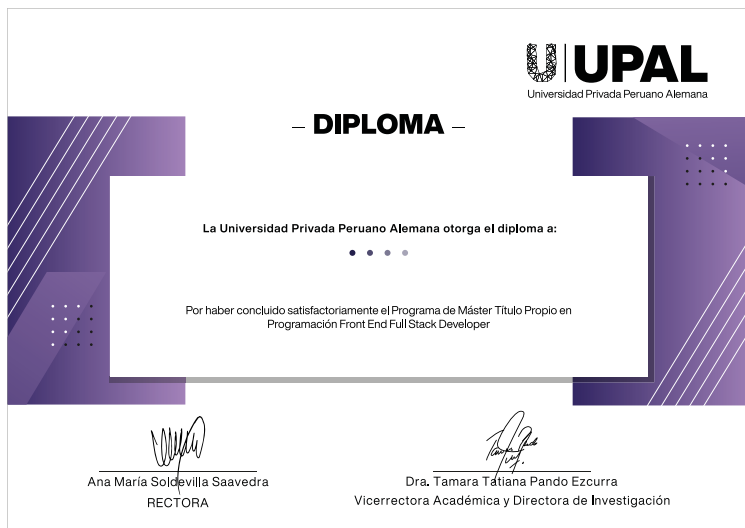 UPAL
Universidad Privada Peruano Alemana
– DIPLOMA –
La Universidad Privada Peruano Alemana otorga el diploma a:
Por haber concluido satisfactoriamente el Programa de Máster Título Propio en
Programación Front End Full Stack Developer
Ana María Soldevilla Saavedra
RECTORA
Dra. Tamara Tatiana Pando Ezcurra
Vicerrectora Académica y Directora de Investigación